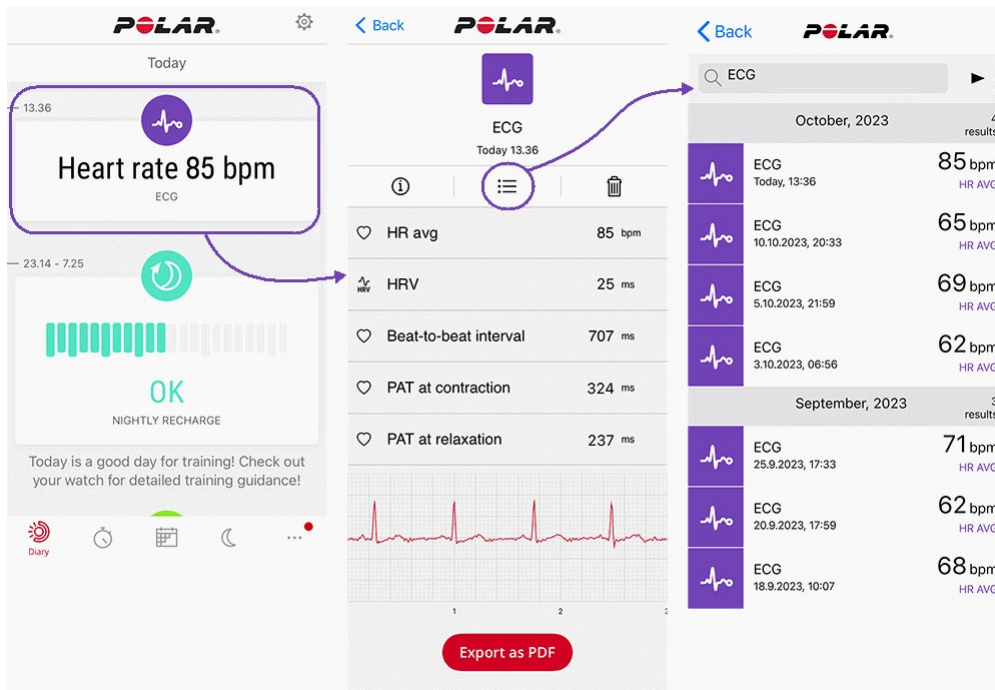 POLAR.
Today
13.36
Heart rate 85 bpm
ECG
23.14 - 7.25
OK
NIGHTLY RECHARGE
Today is a good day for training! Check out
your watch for detailed training guidance!
Diary
Back
POLAR.
ECG
Today 13.36
HR avg 85 bpm
HRV HRV 25 ms
Beat-to-beat interval 707 ms
PAT at contraction 324 ms
PAT at relaxation 237 ms
1 2 3
Export as PDF
Back
POLAR.
ECG
October, 2023 4
results
ECG 85 bpm
Today, 13:36 HR AVG
ECG 65 bpm
10.10.2023, 20:33 HR AVG
ECG 69 bpm
5.10.2023, 21:59 HR AVG
ECG 62 bpm
3.10.2023, 06:56 HR AVG
September, 2023 3
results
ECG 71 bpm
25.9.2023, 17:33 HR AVG
ECG 62 bpm
20.9.2023, 17:59 HR AVG
ECG 68 bpm
18.9.2023, 10:07 HR AVG